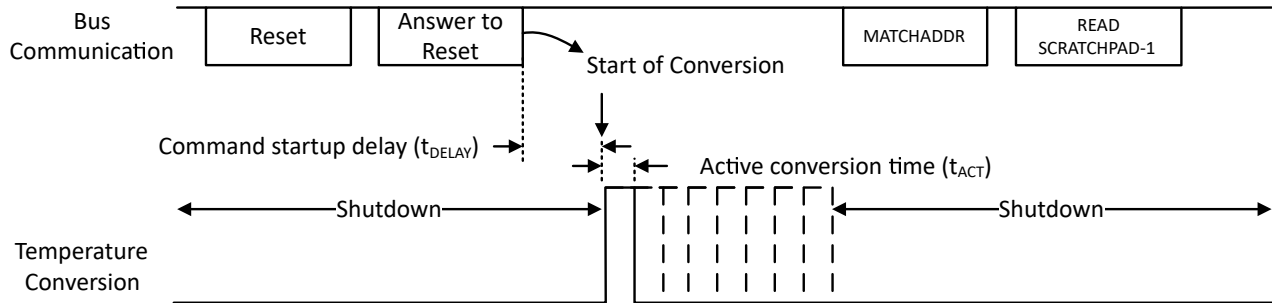 Bus
Communication
Reset
Answer to
Reset
MATCHADDR
READ
SCRATCHPAD-1
Start of Conversion
Command startup delay (tDELAY)
Active conversion time (tACT)
Shutdown
Shutdown
Temperature
Conversion